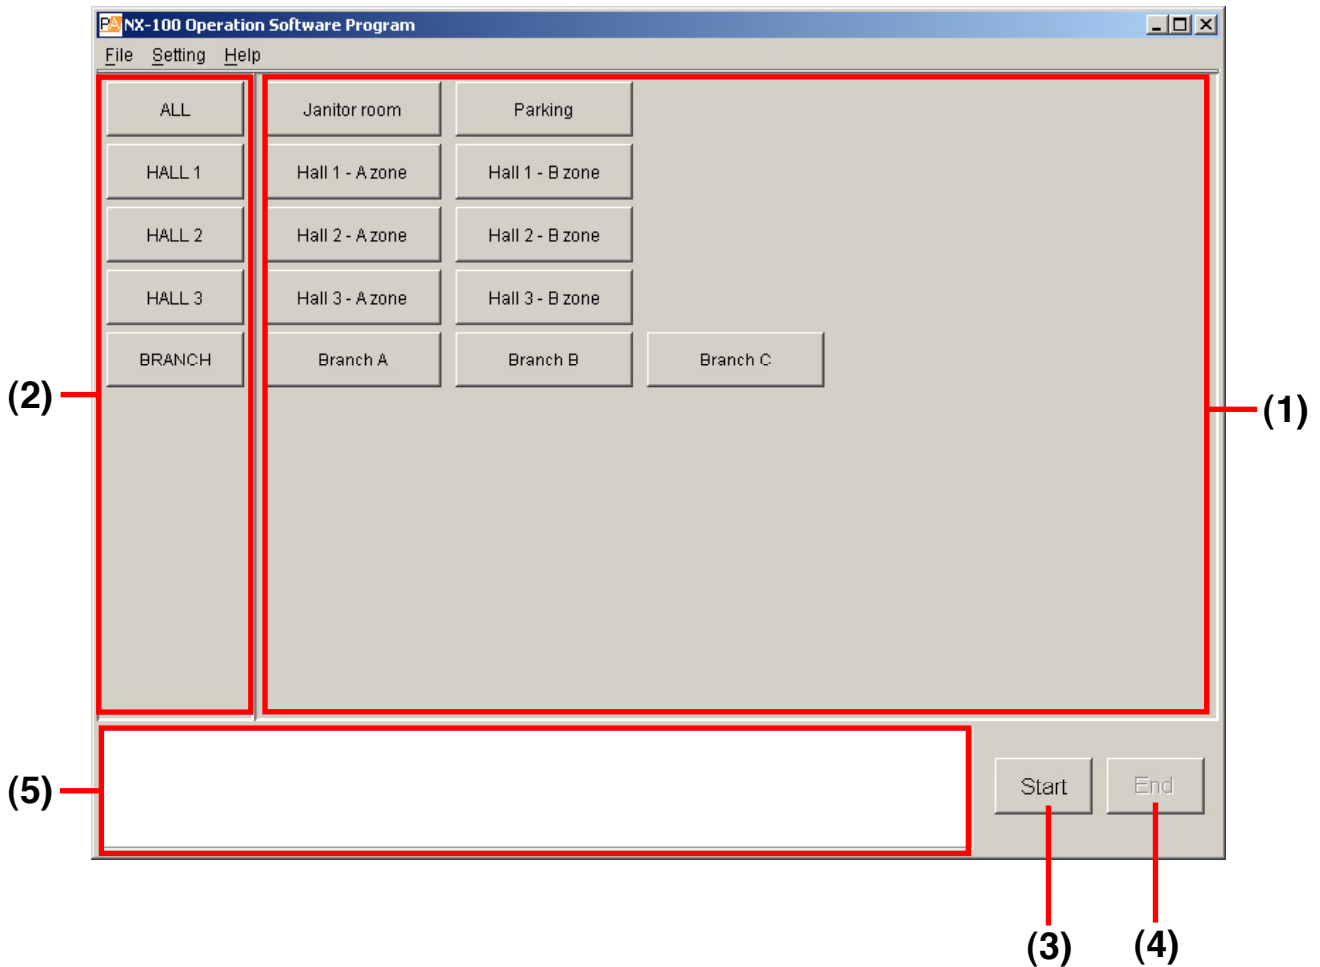 PA NX-100 Operation Software Program
File Setting Help
ALL Janitor room Parking
HALL 1 Hall 1 - A zone Hall 1 - B zone
HALL 2 Hall 2 - A zone Hall 2 - B zone
HALL 3 Hall 3 - A zone Hall 3 - B zone
BRANCH Branch A Branch B Branch C
(2)
(1)
(5)
Start End
(3) (4)